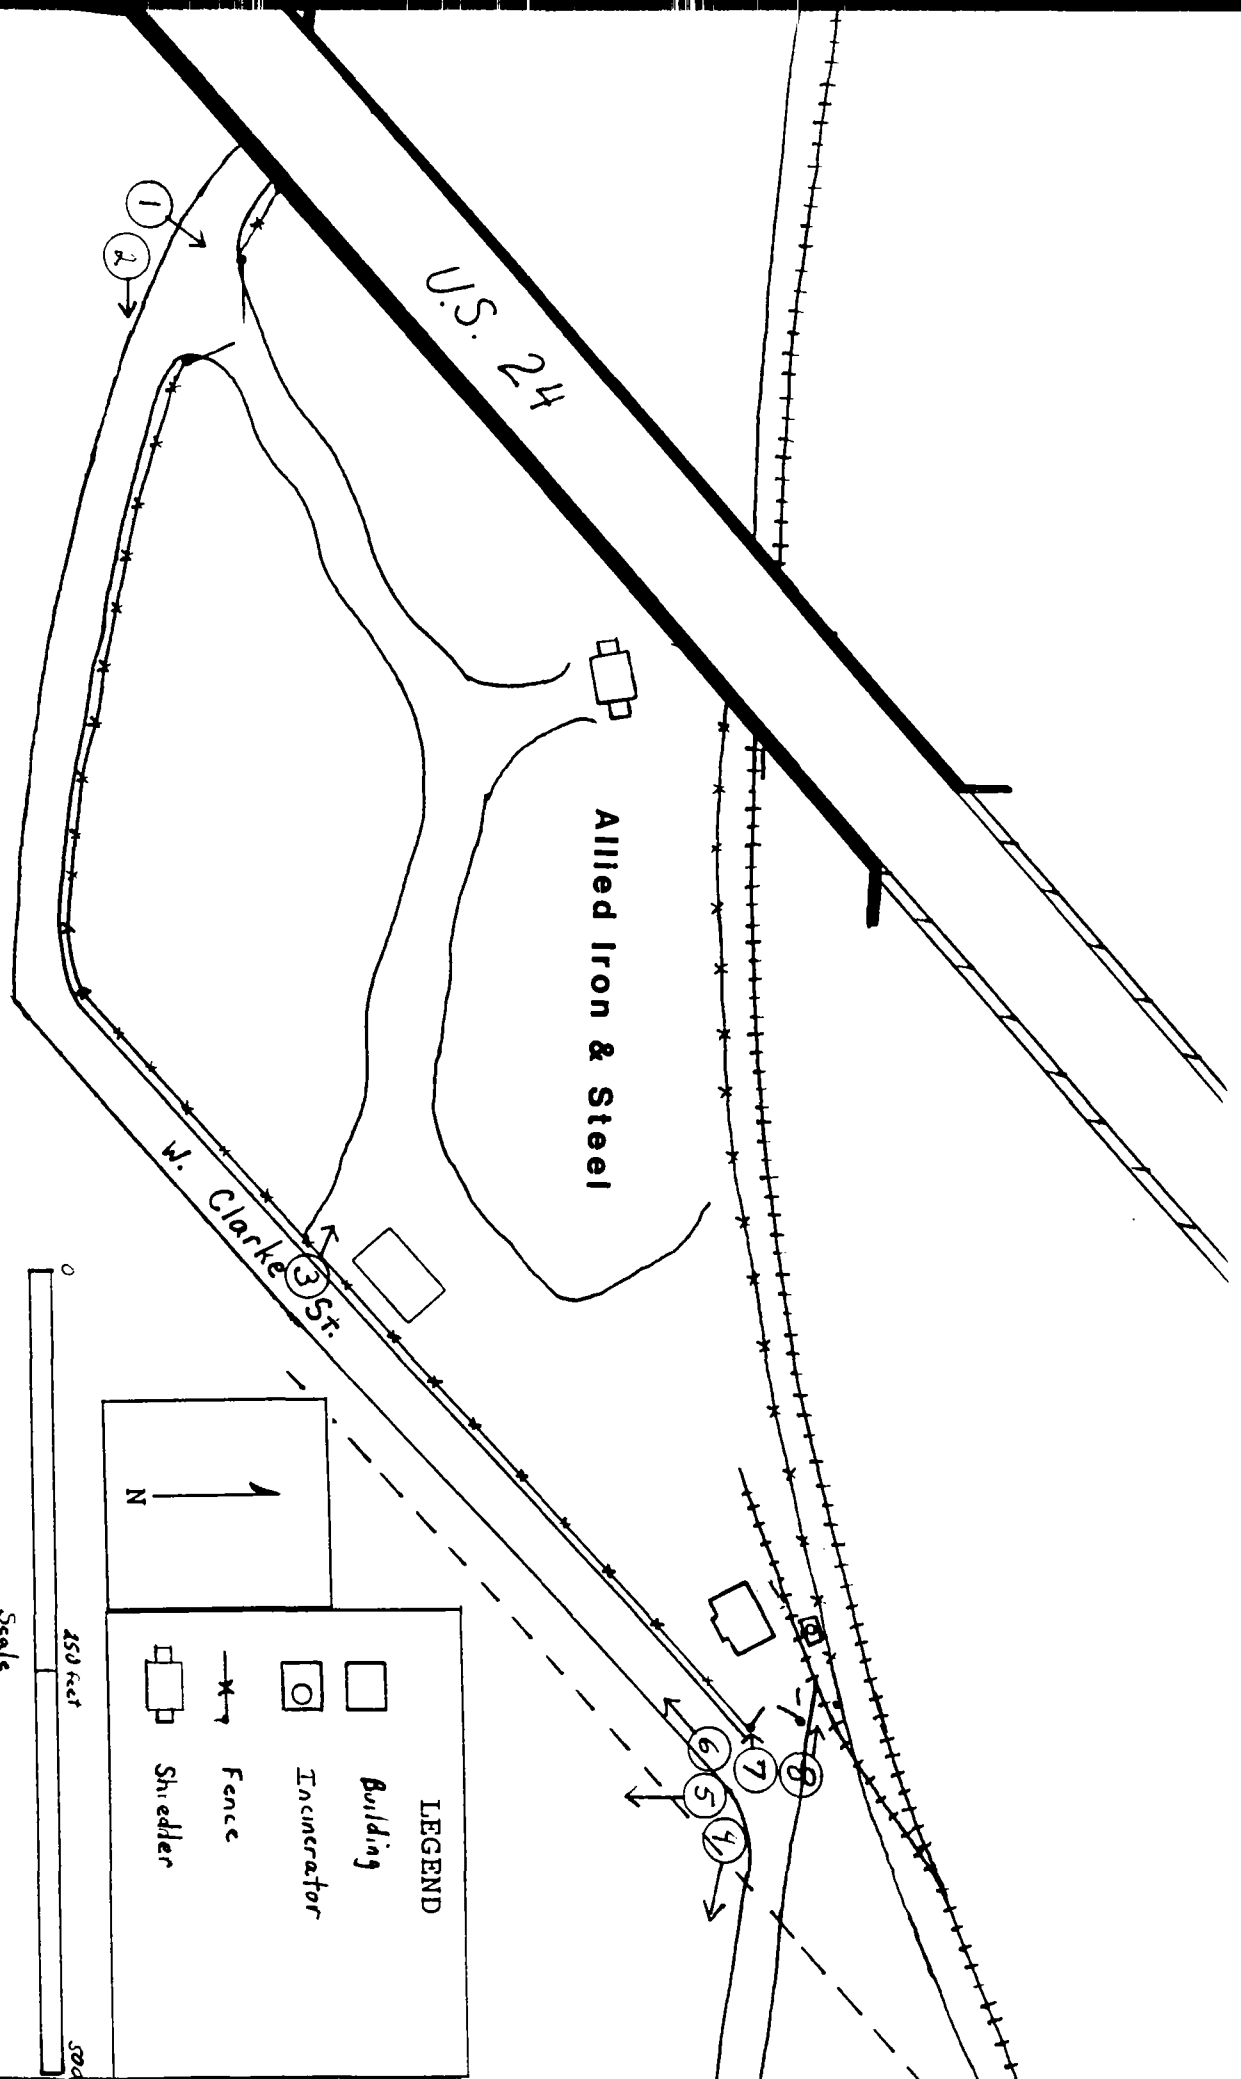 U.S. 24
Allied Iron & Steel
W. Clarke St.
1
2
3
4
5
6
7
8
N
LEGEND
Building
Incinerator
Fence
Shredder
0
250 feet
500
Scale